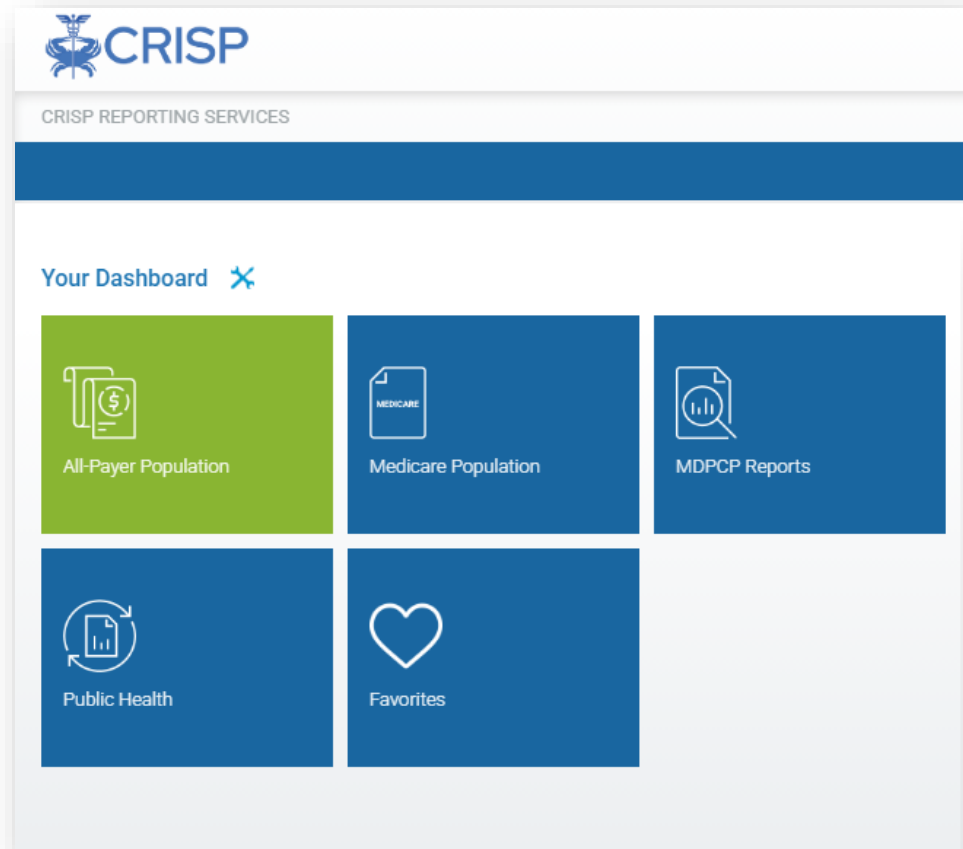 CRISP
CRISP REPORTING SERVICES
Your Dashboard
All-Payer Population
MEDICARE
Medicare Population
MDPCP Reports
Public Health
Favorites